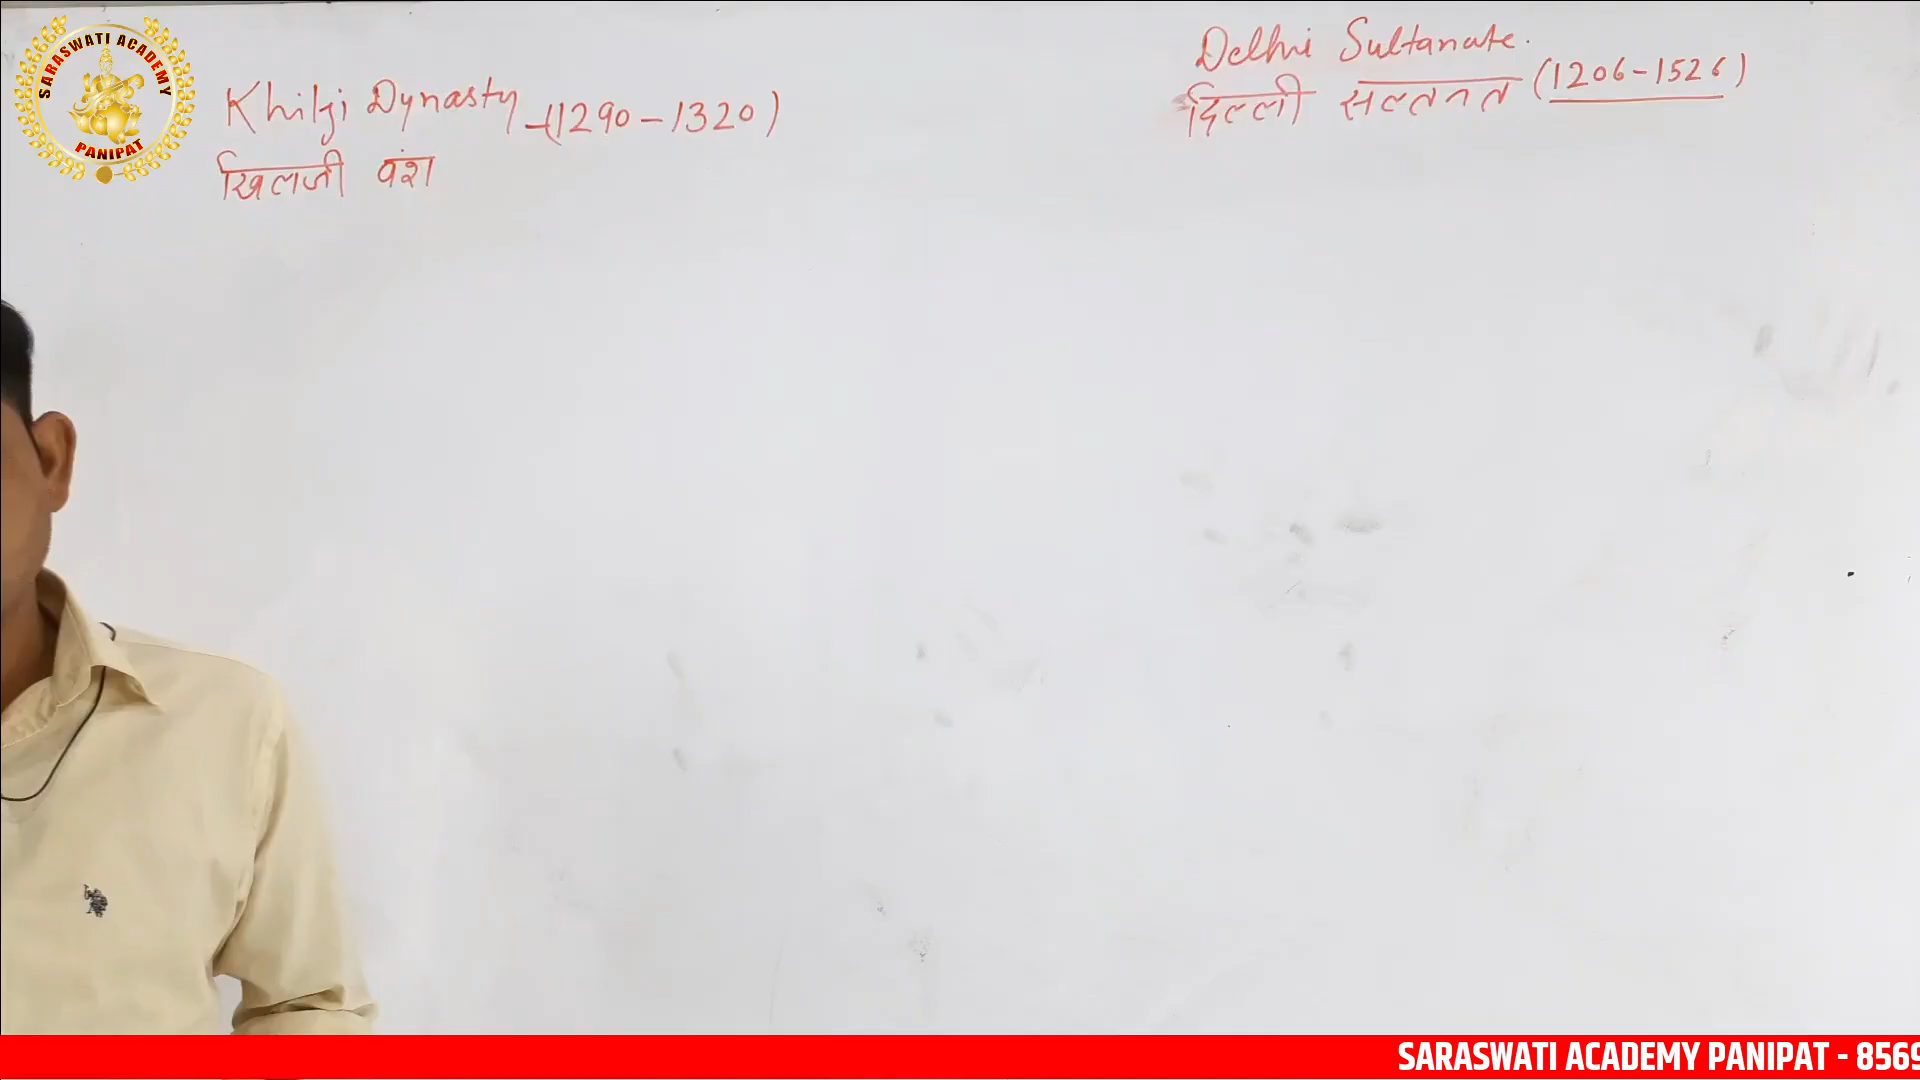 SARASWATI ACADEMY
PANIPAT
Khilji Dynasty -(1290-1320)
खिलजी वंश
Delhi Sultanate.
दिल्ली सल्तनत (1206-1526)
SARASWATI ACADEMY PANIPAT - 8569